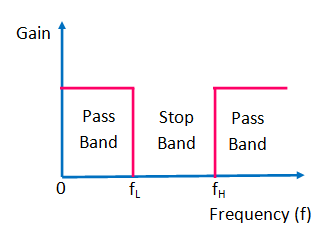 Gain
Pass Band
Stop Band
Pass Band
0
fL
fH
Frequency (f)